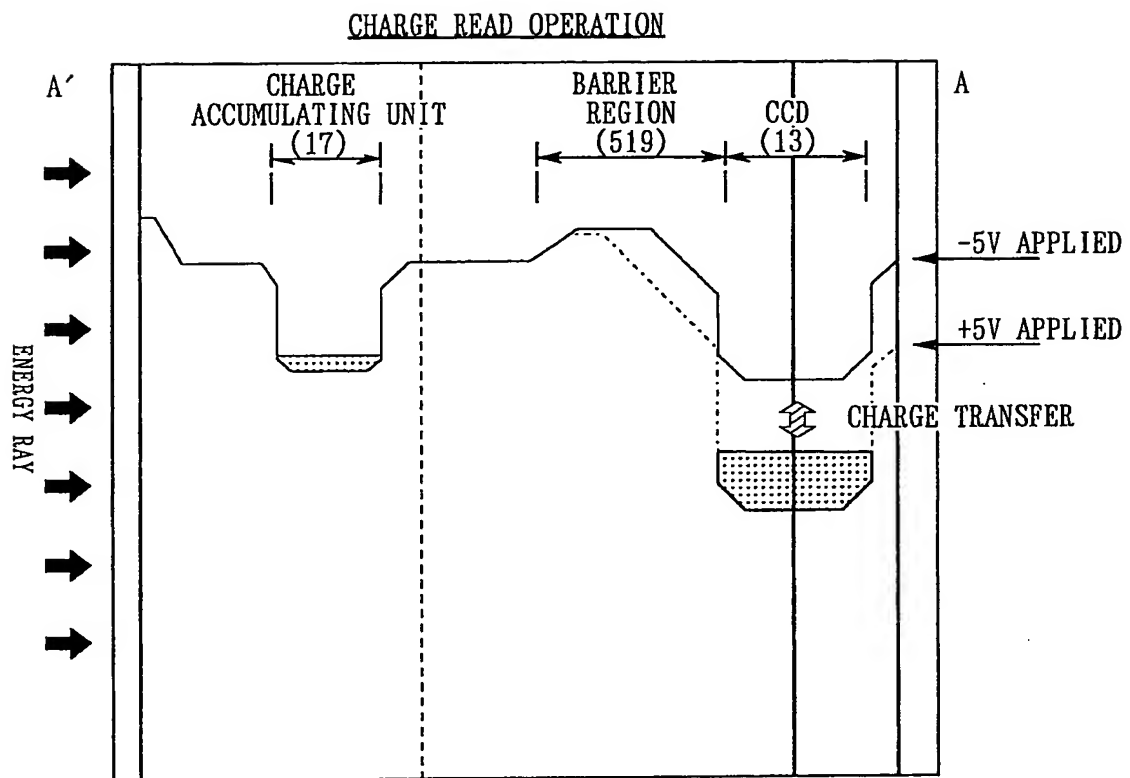 CHARGE READ OPERATION
A′
A
CHARGE
ACCUMULATING UNIT
(17)
BARRIER
REGION
(519)
CCD
(13)
-5V APPLIED
+5V APPLIED
CHARGE TRANSFER
ENERGY RAY